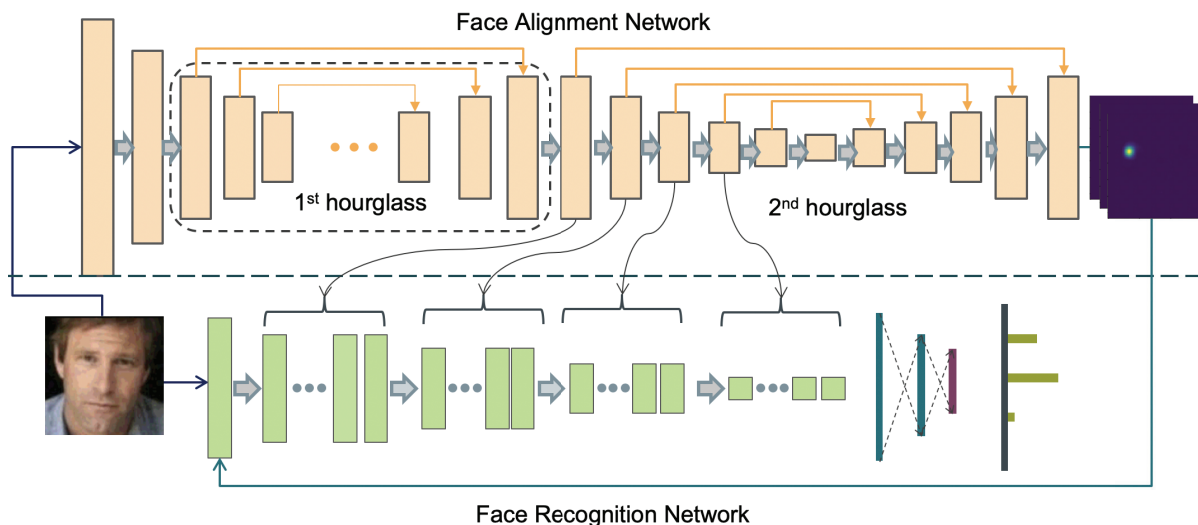 Face Alignment Network
1st hourglass
2nd hourglass
Face Recognition Network